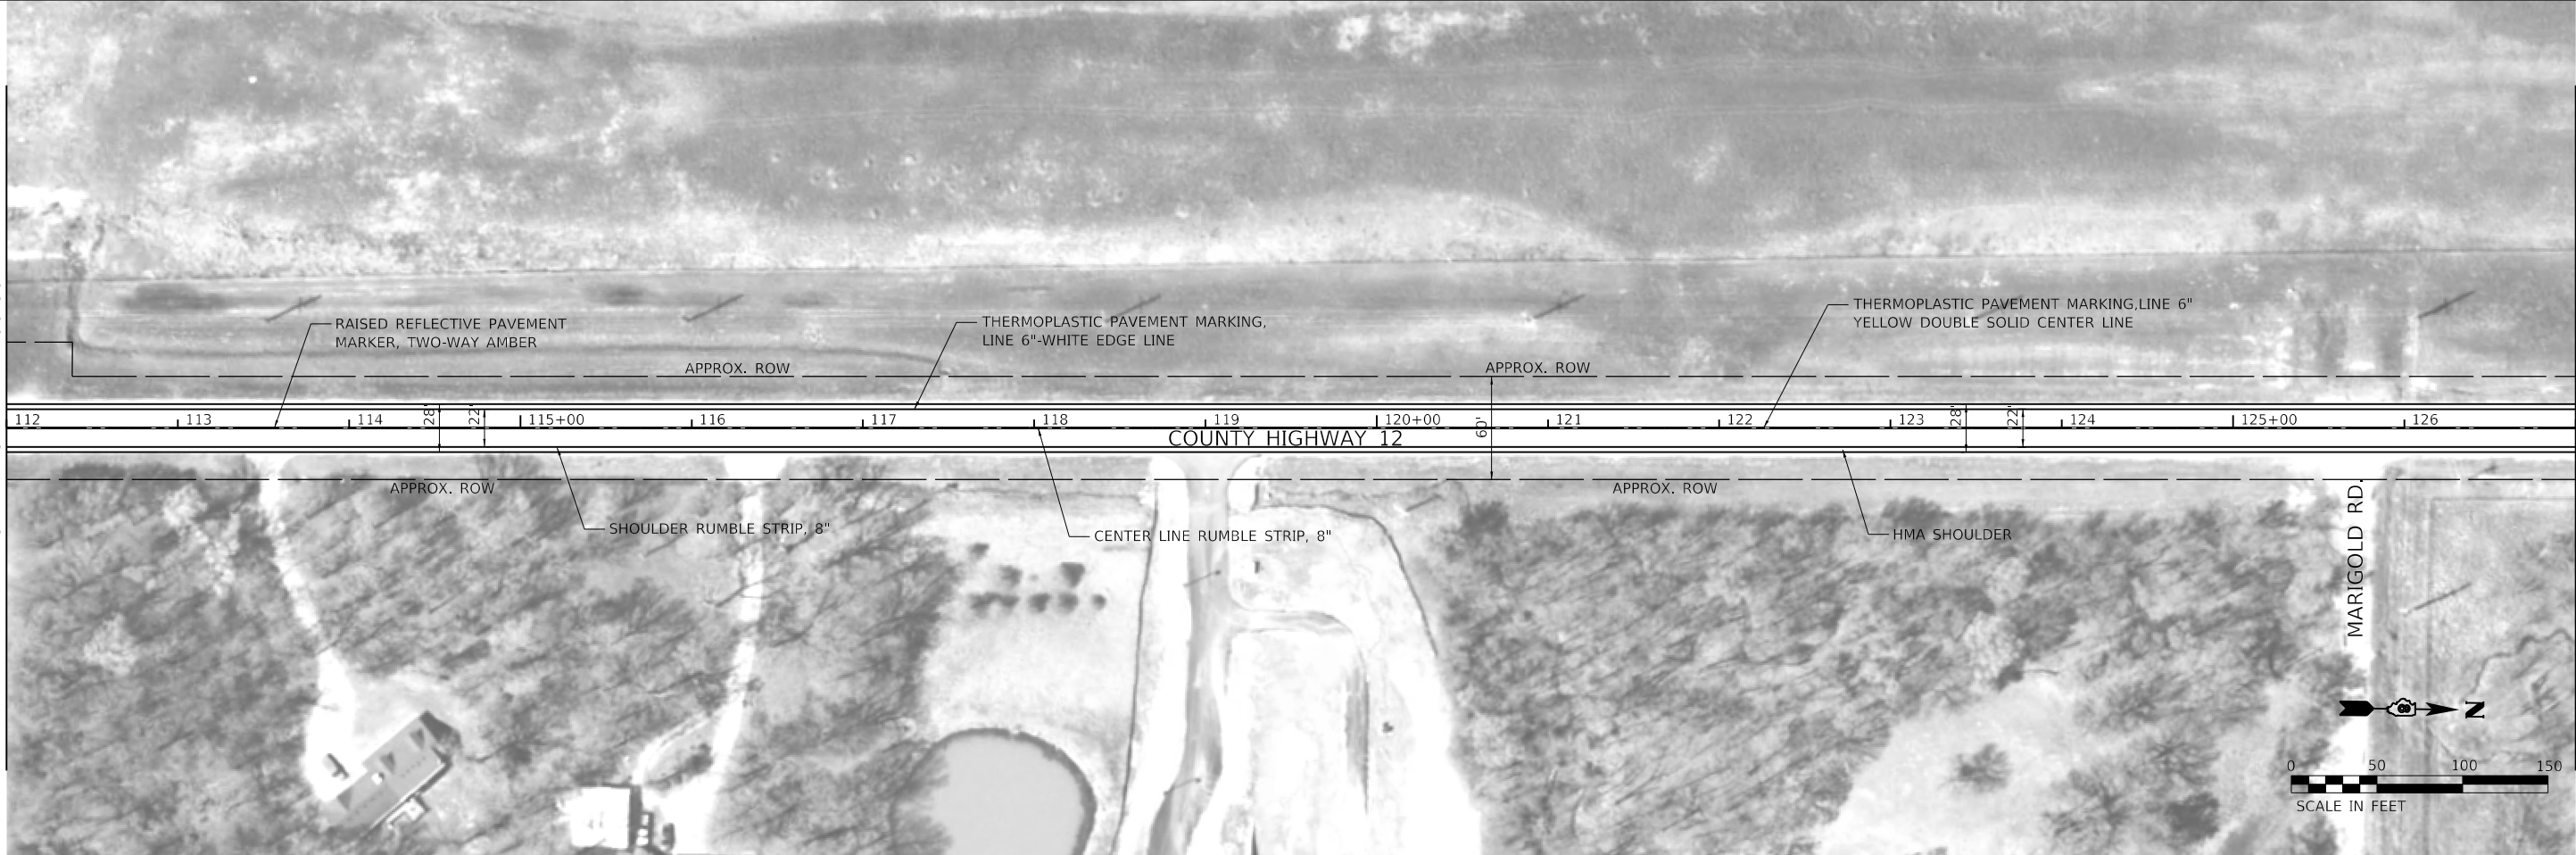 THERMOPLASTIC PAVEMENT MARKING,LINE 6"
YELLOW DOUBLE SOLID CENTER LINE
RAISED REFLECTIVE PAVEMENT
MARKER, TWO-WAY AMBER
THERMOPLASTIC PAVEMENT MARKING,
LINE 6"-WHITE EDGE LINE
APPROX. ROW
APPROX. ROW
112
113
114
28'
22'
115+00
116
117
118
119
120+00
60'
121
122
123
28'
22'
124
125+00
126
COUNTY HIGHWAY 12
APPROX. ROW
APPROX. ROW
SHOULDER RUMBLE STRIP, 8"
CENTER LINE RUMBLE STRIP, 8"
HMA SHOULDER
MARIGOLD RD.
N
0 50 100 150
SCALE IN FEET